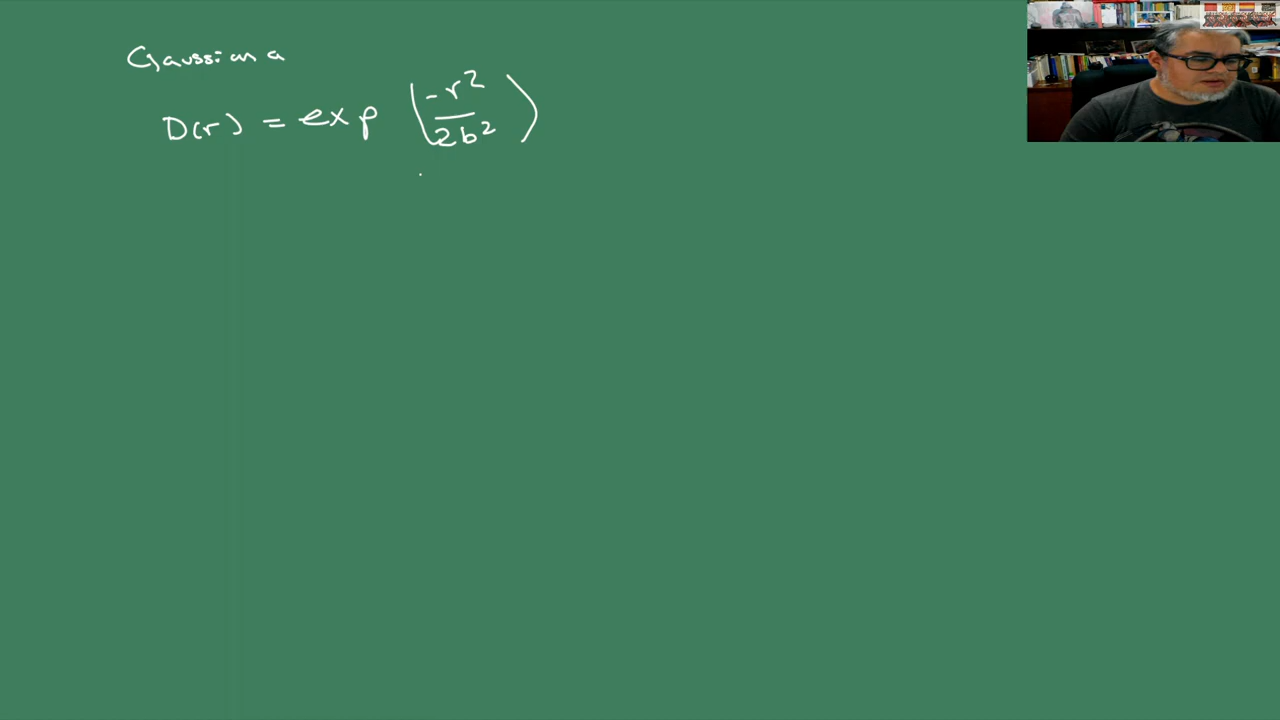 Gaussiana
D(r) = exp (-r²/2b²)